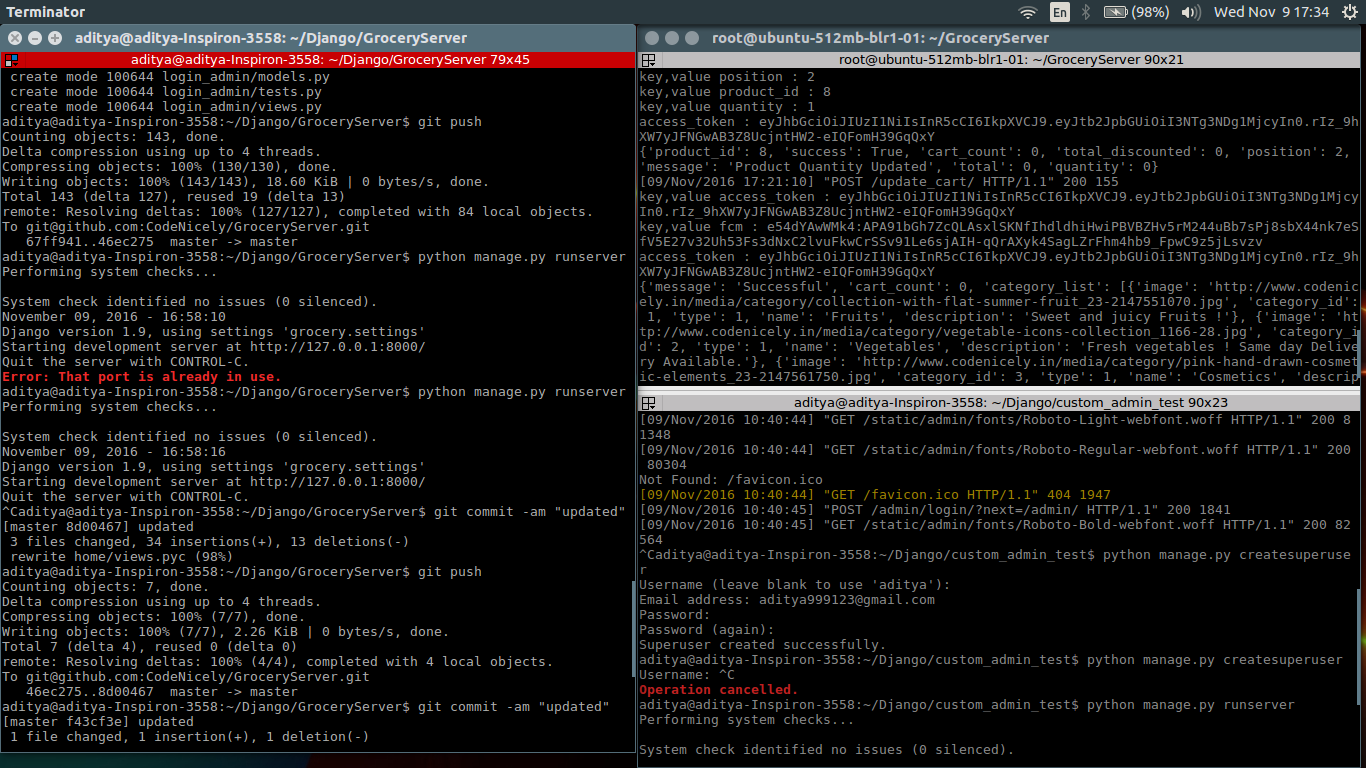 Terminator
En
(98%)
Wed Nov 9 17:34
aditya@aditya-Inspiron-3558: ~/Django/GroceryServer
aditya@aditya-Inspiron-3558: ~/Django/GroceryServer 79x45
create mode 100644 login_admin/models.py
create mode 100644 login_admin/tests.py
create mode 100644 login_admin/views.py
aditya@aditya-Inspiron-3558:~/Django/GroceryServer$ git push
Counting objects: 143, done.
Delta compression using up to 4 threads.
Compressing objects: 100% (130/130), done.
Writing objects: 100% (143/143), 18.60 KiB | 0 bytes/s, done.
Total 143 (delta 127), reused 19 (delta 13)
remote: Resolving deltas: 100% (127/127), completed with 84 local objects.
To git@github.com:CodeNicely/GroceryServer.git
   67ff941..46ec275  master -> master
aditya@aditya-Inspiron-3558:~/Django/GroceryServer$ python manage.py runserver
Performing system checks...

System check identified no issues (0 silenced).
November 09, 2016 - 16:58:10
Django version 1.9, using settings 'grocery.settings'
Starting development server at http://127.0.0.1:8000/
Quit the server with CONTROL-C.
Error: That port is already in use.
aditya@aditya-Inspiron-3558:~/Django/GroceryServer$ python manage.py runserver
Performing system checks...

System check identified no issues (0 silenced).
November 09, 2016 - 16:58:16
Django version 1.9, using settings 'grocery.settings'
Starting development server at http://127.0.0.1:8000/
Quit the server with CONTROL-C.
^Caditya@aditya-Inspiron-3558:~/Django/GroceryServer$ git commit -am "updated"
[master 8d00467] updated
 3 files changed, 34 insertions(+), 13 deletions(-)
 rewrite home/views.pyc (98%)
aditya@aditya-Inspiron-3558:~/Django/GroceryServer$ git push
Counting objects: 7, done.
Delta compression using up to 4 threads.
Compressing objects: 100% (7/7), done.
Writing objects: 100% (7/7), 2.26 KiB | 0 bytes/s, done.
Total 7 (delta 4), reused 0 (delta 0)
remote: Resolving deltas: 100% (4/4), completed with 4 local objects.
To git@github.com:CodeNicely/GroceryServer.git
   46ec275..8d00467  master -> master
aditya@aditya-Inspiron-3558:~/Django/GroceryServer$ git commit -am "updated"
[master f43cf3e] updated
 1 file changed, 1 insertion(+), 1 deletion(-)
root@ubuntu-512mb-blr1-01: ~/GroceryServer
root@ubuntu-512mb-blr1-01: ~/GroceryServer 90x21
key,value position : 2
key,value product_id : 8
key,value quantity : 1
access_token : eyJhbGciOiJIUzI1NiIsInR5cCI6IkpXVCJ9.eyJtb2JpbGUiOiI3NTg3NDg1MjcyIn0.rIz_9h
XW7yJFNGwAB3Z8UcjntHW2-eIQFomH39GqQxY
{'product_id': 8, 'success': True, 'cart_count': 0, 'total_discounted': 0, 'position': 2,
'message': 'Product Quantity Updated', 'total': 0, 'quantity': 0}
[09/Nov/2016 17:21:10] "POST /update_cart/ HTTP/1.1" 200 155
key,value access_token : eyJhbGciOiJIUzI1NiIsInR5cCI6IkpXVCJ9.eyJtb2JpbGUiOiI3NTg3NDg1Mjcy
In0.rIz_9hXW7yJFNGwAB3Z8UcjntHW2-eIQFomH39GqQxY
key,value fcm : e54dYAwWMk4:APA91bGh7ZcQLAsxlSKNfIhdldhiHwiPBVBZHv5rM244uBb7sPj8sbX44nk7eS
fV5E27v32Uh53Fs3dNxC2lvuFkwCrSSv91Le6sjAIH-qQrAXyk4SagLZrFhm4hb9_FpwC9z5jLsvzv
access_token : eyJhbGciOiJIUzI1NiIsInR5cCI6IkpXVCJ9.eyJtb2JpbGUiOiI3NTg3NDg1MjcyIn0.rIz_9h
XW7yJFNGwAB3Z8UcjntHW2-eIQFomH39GqQxY
{'message': 'Successful', 'cart_count': 0, 'category_list': [{'image': 'http://www.codenic
ely.in/media/category/collection-with-flat-summer-fruit_23-2147551070.jpg', 'category_id':
 1, 'type': 1, 'name': 'Fruits', 'description': 'Sweet and juicy Fruits !'}, {'image': 'ht
tp://www.codenicely.in/media/category/vegetable-icons-collection_1166-28.jpg', 'category_i
d': 2, 'type': 1, 'name': 'Vegetables', 'description': 'Fresh vegetables ! Same day Delive
ry Available.'}, {'image': 'http://www.codenicely.in/media/category/pink-hand-drawn-cosmet
ic-elements_23-2147561750.jpg', 'category_id': 3, 'type': 1, 'name': 'Cosmetics', 'descrip
aditya@aditya-Inspiron-3558: ~/Django/custom_admin_test 90x23
[09/Nov/2016 10:40:44] "GET /static/admin/fonts/Roboto-Light-webfont.woff HTTP/1.1" 200 8
1348
[09/Nov/2016 10:40:44] "GET /static/admin/fonts/Roboto-Regular-webfont.woff HTTP/1.1" 200
 80304
Not Found: /favicon.ico
[09/Nov/2016 10:40:44] "GET /favicon.ico HTTP/1.1" 404 1947
[09/Nov/2016 10:40:45] "POST /admin/login/?next=/admin/ HTTP/1.1" 200 1841
[09/Nov/2016 10:40:45] "GET /static/admin/fonts/Roboto-Bold-webfont.woff HTTP/1.1" 200 82
564
^Caditya@aditya-Inspiron-3558:~/Django/custom_admin_test$ python manage.py createsuperuse
r
Username (leave blank to use 'aditya'):
Email address: aditya999123@gmail.com
Password:
Password (again):
Superuser created successfully.
aditya@aditya-Inspiron-3558:~/Django/custom_admin_test$ python manage.py createsuperuser
Username: ^C
Operation cancelled.
aditya@aditya-Inspiron-3558:~/Django/custom_admin_test$ python manage.py runserver
Performing system checks...

System check identified no issues (0 silenced).